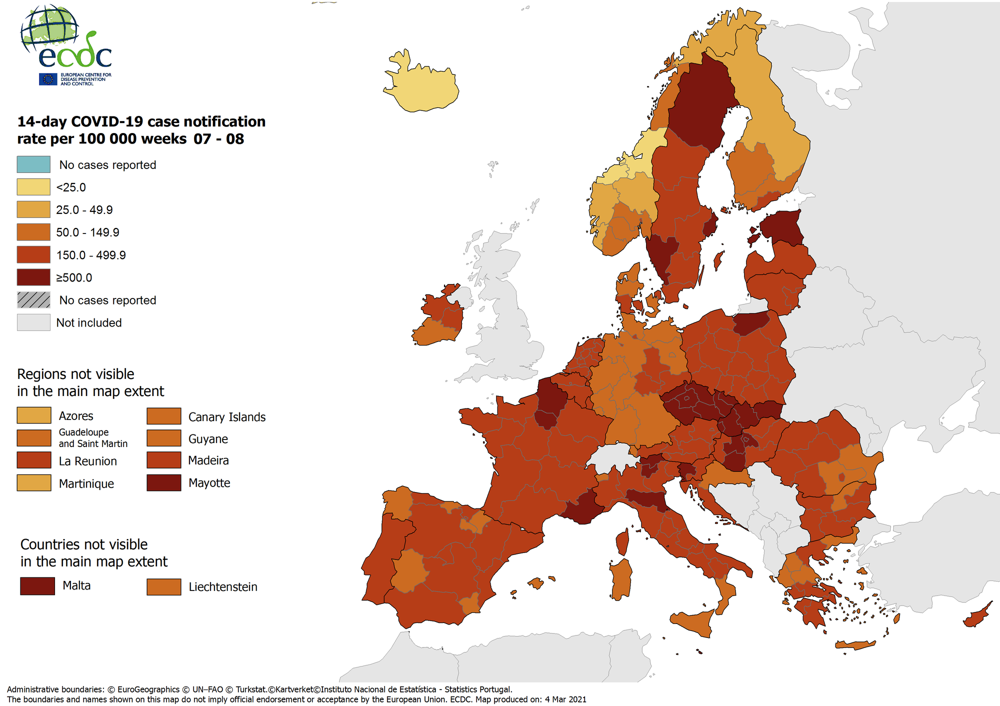 ecdc
EUROPEAN CENTRE FOR
DISEASE PREVENTION
AND CONTROL
14-day COVID-19 case notification
rate per 100 000 weeks 07 - 08
No cases reported
<25.0
25.0 - 49.9
50.0 - 149.9
150.0 - 499.9
≥500.0
No cases reported
Not included
Regions not visible
in the main map extent
Azores
Canary Islands
Guadeloupe
and Saint Martin
Guyane
La Reunion
Madeira
Martinique
Mayotte
Countries not visible
in the main map extent
Malta
Liechtenstein
Administrative boundaries: © EuroGeographics © UN–FAO © Turkstat.©Kartverket©Instituto Nacional de Estatística - Statistics Portugal.
The boundaries and names shown on this map do not imply official endorsement or acceptance by the European Union. ECDC. Map produced on: 4 Mar 2021